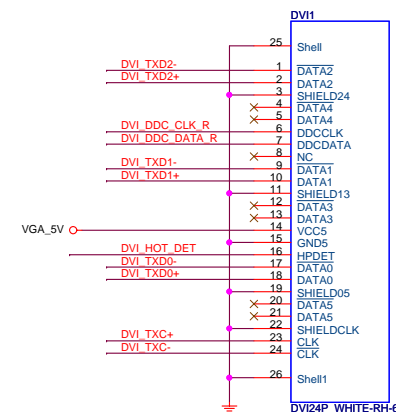 DVI1
25 Shell
DVI_TXD2- 1 DATA2
DVI_TXD2+ 2 DATA2
3 SHIELD24
4 DATA4
5 DATA4
DVI_DDC_CLK_R 6 DDCCLK
DVI_DDC_DATA_R 7 DDCDATA
8 NC
DVI_TXD1- 9 DATA1
DVI_TXD1+ 10 DATA1
11 SHIELD13
12 DATA3
13 DATA3
VGA_5V 14 VCC5
15 GND5
DVI_HOT_DET 16 HPDET
DVI_TXD0- 17 DATA0
DVI_TXD0+ 18 DATA0
19 SHIELD05
20 DATA5
21 DATA5
22 SHIELDCLK
DVI_TXC+ 23 CLK
DVI_TXC- 24 CLK
26 Shell1
DVI24P_WHITE-RH-6